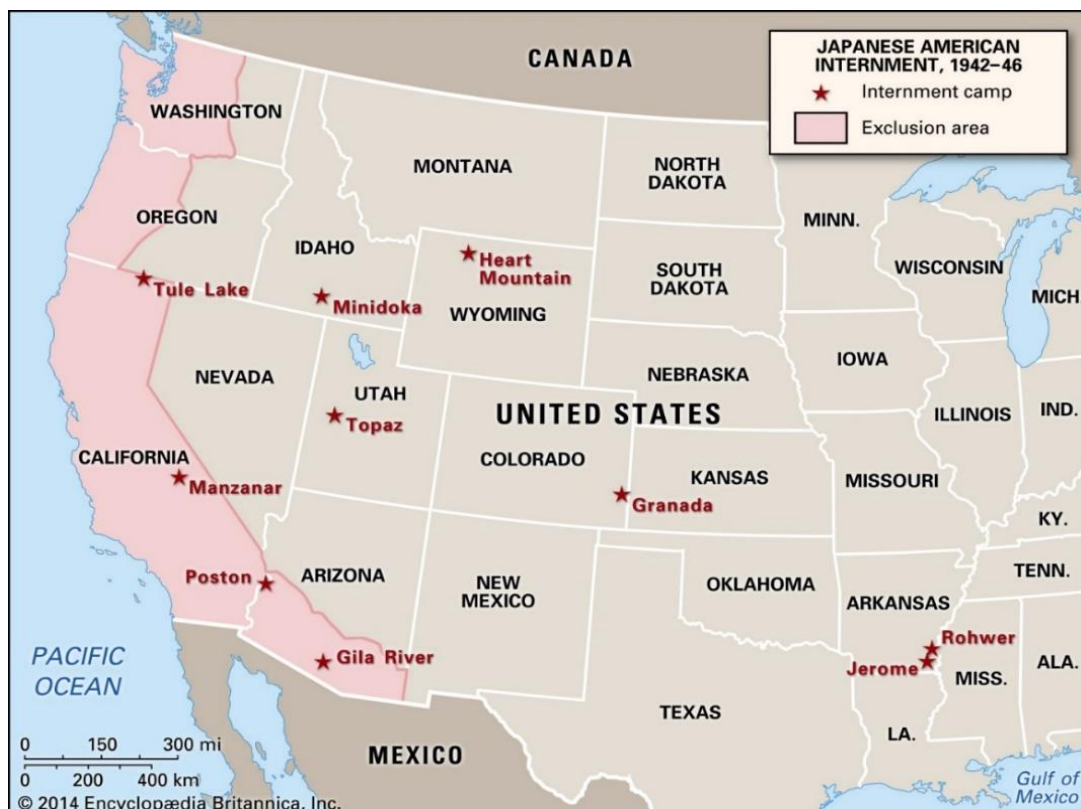 CANADA
JAPANESE AMERICAN
INTERNMENT, 1942–46
Internment camp
Exclusion area
WASHINGTON
MONTANA
NORTH
DAKOTA
MINN.
OREGON
IDAHO
Heart
Mountain
SOUTH
DAKOTA
WISCONSIN
MICH.
Tule Lake
Minidoka
WYOMING
IOWA
NEVADA
UTAH
NEBRASKA
ILLINOIS
IND.
UNITED STATES
Topaz
CALIFORNIA
COLORADO
KANSAS
MISSOURI
Manzanar
Granada
KY.
Poston
ARIZONA
NEW
MEXICO
OKLAHOMA
TENN.
ARKANSAS
Rohwer
Jerome
MISS.
ALA.
PACIFIC
OCEAN
Gila River
TEXAS
LA.
0 150 300 mi
0 200 400 km
MEXICO
Gulf of
Mexico
© 2014 Encyclopædia Britannica, Inc.